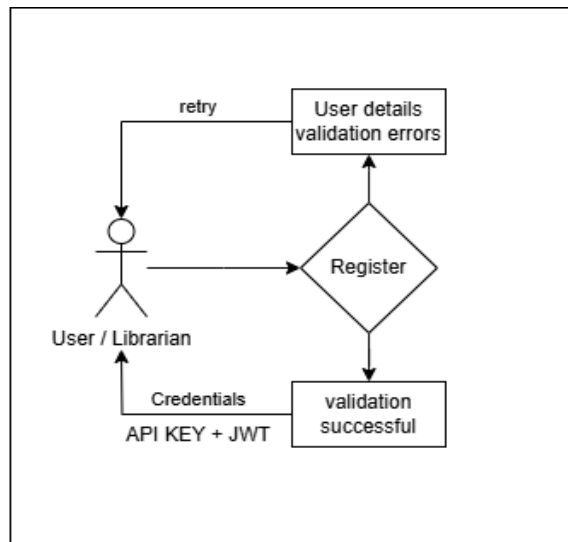 retry
User details
validation errors
Register
User / Librarian
Credentials
API KEY + JWT
validation
successful